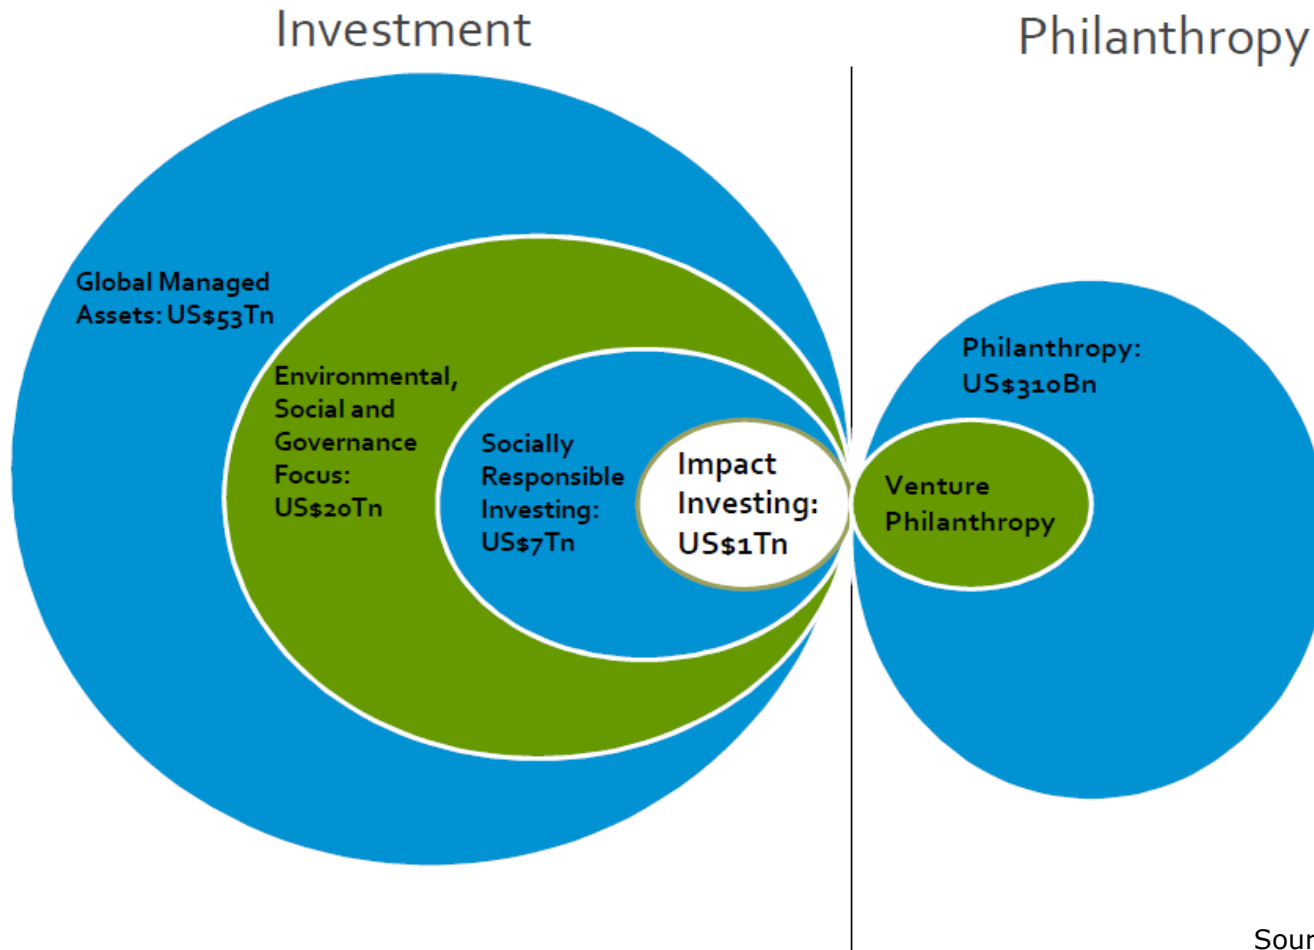 Investment
Philanthropy
Global Managed
Assets: US$53Tn
Environmental,
Social and
Governance
Focus:
US$20Tn
Socially
Responsible
Investing:
US$7Tn
Impact
Investing:
US$1Tn
Philanthropy:
US$310Bn
Venture
Philanthropy